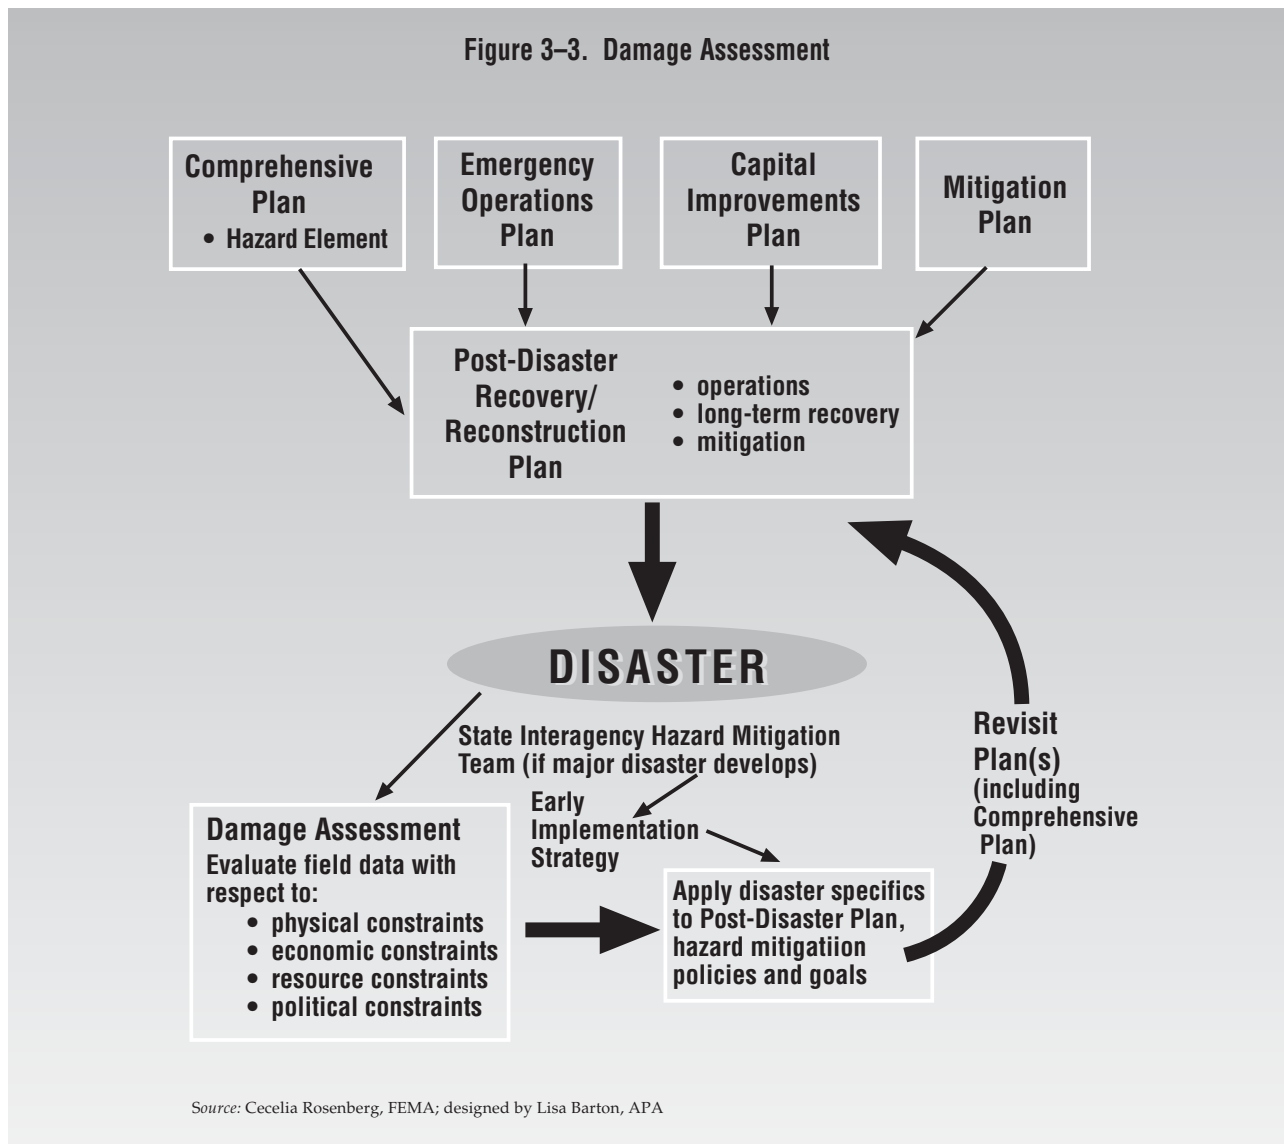 Figure 3–3.  Damage Assessment
Comprehensive
Plan
• Hazard Element
Emergency
Operations
Plan
Capital
Improvements
Plan
Mitigation
Plan
Post-Disaster
Recovery/
Reconstruction
Plan
• operations
• long-term recovery
• mitigation
DISASTER
State Interagency Hazard Mitigation
Team (if major disaster develops)
Early
Implementation
Strategy
Revisit
Plan(s)
(including
Comprehensive
Plan)
Damage Assessment
Evaluate field data with
respect to:
• physical constraints
• economic constraints
• resource constraints
• political constraints
Apply disaster specifics
to Post-Disaster Plan,
hazard mitigatiion
policies and goals
Source: Cecelia Rosenberg, FEMA; designed by Lisa Barton, APA